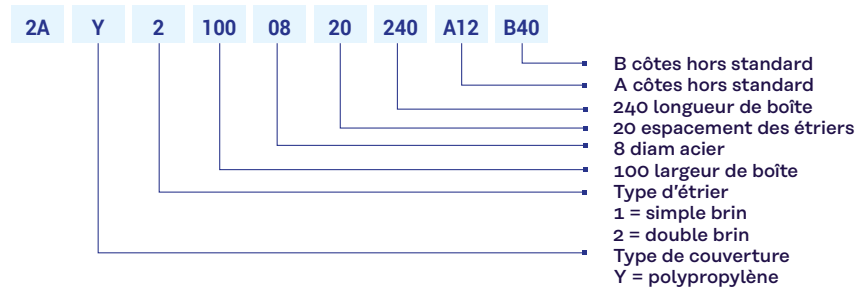 2A Y 2 100 08 20 240 A12 B40
B côtes hors standard
A côtes hors standard
240 longueur de boîte
20 espacement des étriers
8 diam acier
100 largeur de boîte
Type d'étrier
1 = simple brin
2 = double brin
Type de couverture
Y = polypropylène